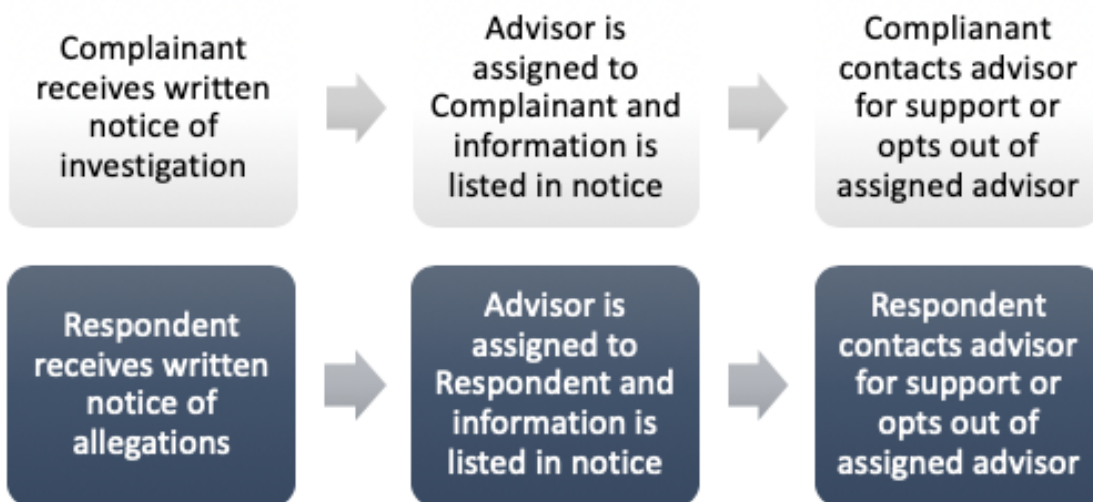 Complainant
receives written
notice of
investigation
Advisor is
assigned to
Complainant and
information is
listed in notice
Complianant
contacts advisor
for support or
opts out of
assigned advisor
Respondent
receives written
notice of
allegations
Advisor is
assigned to
Respondent and
information is
listed in notice
Respondent
contacts advisor
for support or
opts out of
assigned advisor